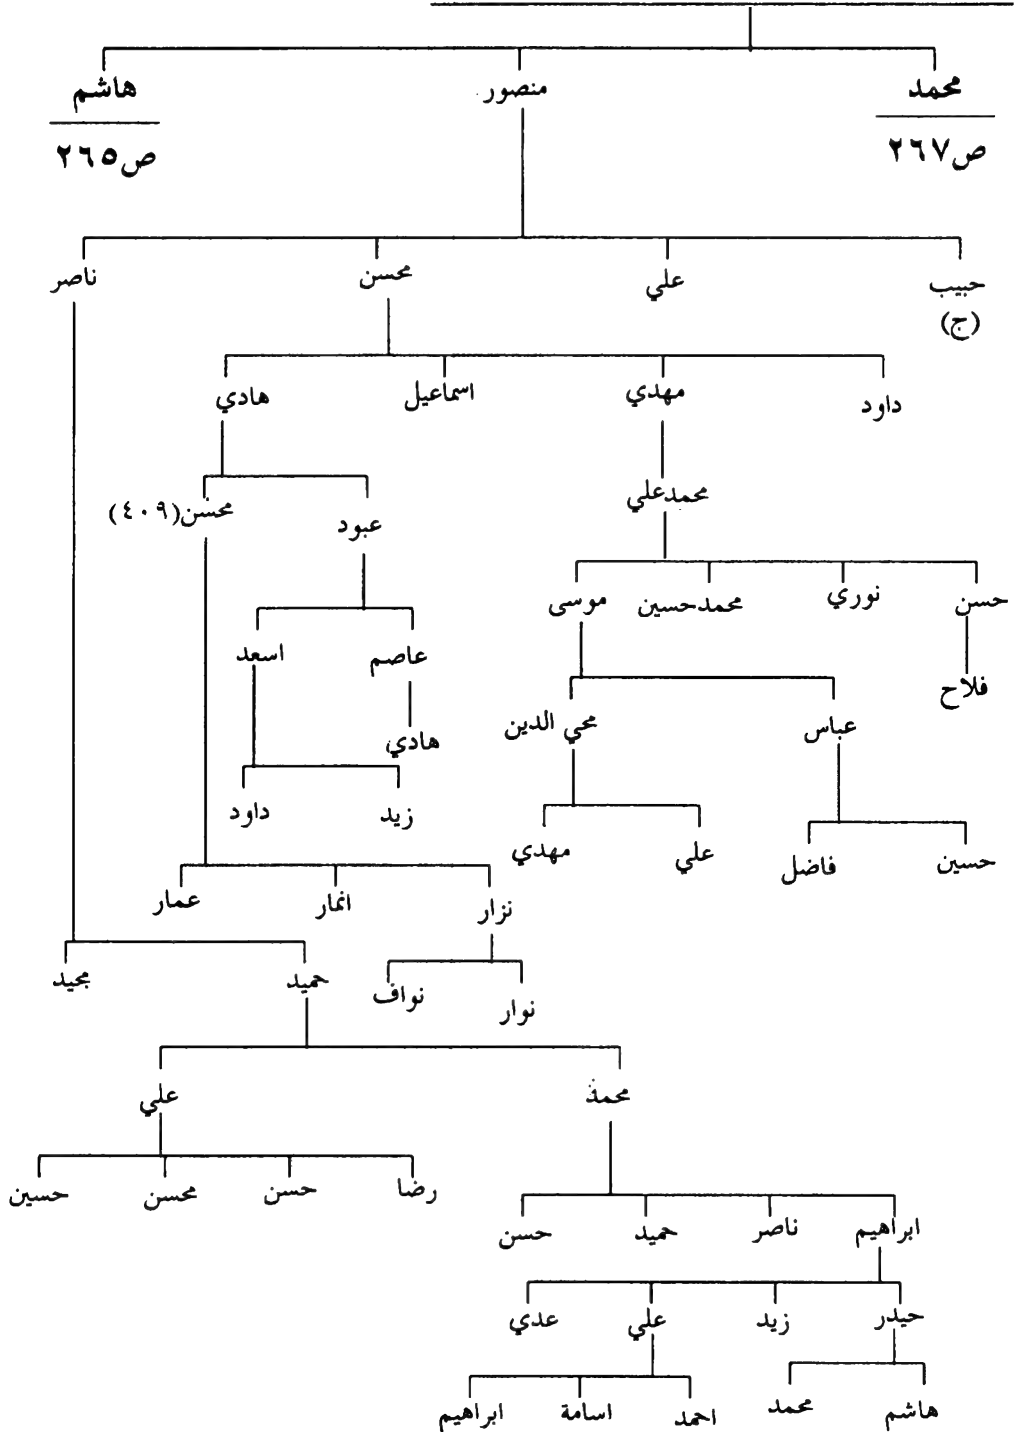 محمد منصور هاشم
ص٢٦٧ ص٢٦٥
حبيب علي محسن ناصر
(ج)
داود مهدي اسماعيل هادي
محمدعلي عبود محسن(٤٠٩)
حسن نوري محمدحسين موسى
فلاح عاصم اسعد
عباس محي الدين هادي
حسين فاضل علي مهدي زيد داود
نزار انمار عمار
نوار نواف حميد مجيد
محمد علي
رضا حسن محسن حسين
ابراهيم ناصر حميد حسن
حيدر زيد علي عدي
هاشم محمد احمد اسامة ابراهيم